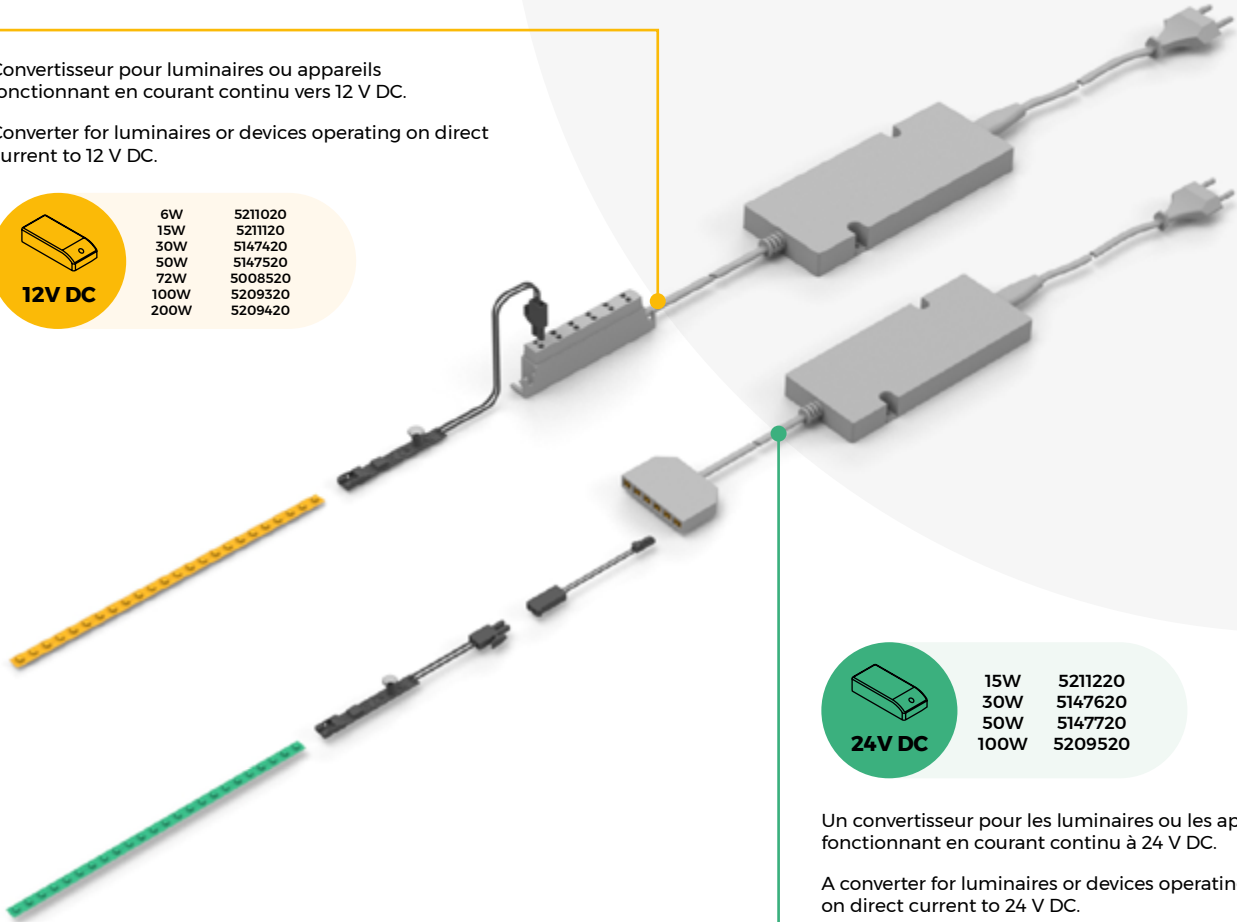 Convertisseur pour luminaires ou appareils
fonctionnant en courant continu vers 12 V DC.
Converter for luminaires or devices operating on direct
current to 12 V DC.
12V DC
6W 5211020
15W 5211120
30W 5147420
50W 5147520
72W 5008520
100W 5209320
200W 5209420
24V DC
15W 5211220
30W 5147620
50W 5147720
100W 5209520
Un convertisseur pour les luminaires ou les ap
fonctionnant en courant continu à 24 V DC.
A converter for luminaires or devices operating
on direct current to 24 V DC.